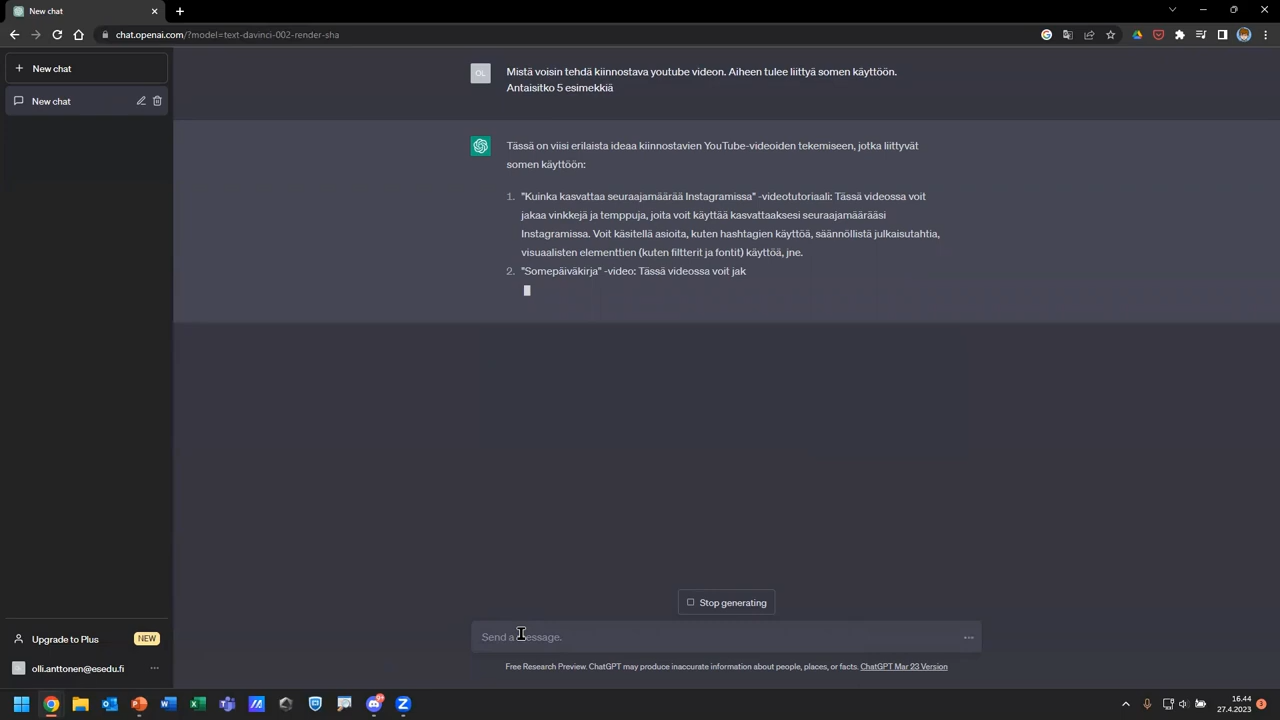 New chat
chat.openai.com/?model=text-davinci-002-render-sha
New chat
New chat
OL
Mistä voisin tehdä kiinnostava youtube videon. Aiheen tulee liittyä somen käyttöön.
Antaisitko 5 esimekkiä
Tässä on viisi erilaista ideaa kiinnostavien YouTube-videoiden tekemiseen, jotka liittyvät
somen käyttöön:
1. "Kuinka kasvattaa seuraajamäärää Instagramissa" -videotutoriaali: Tässä videossa voit
jakaa vinkkejä ja temppuja, joita voit käyttää kasvattaaksesi seuraajamäärääsi
Instagramissa. Voit käsitellä asioita, kuten hashtagien käyttöä, säännöllistä julkaisutahtia,
visuaalisten elementtien (kuten filtterit ja fontit) käyttöä, jne.
2. "Somepäiväkirja" -video: Tässä videossa voit jak
Stop generating
Send a message.
Free Research Preview. ChatGPT may produce inaccurate information about people, places, or facts. ChatGPT Mar 23 Version
Upgrade to Plus NEW
olli.anttonen@esedu.fi
16.44
27.4.2023